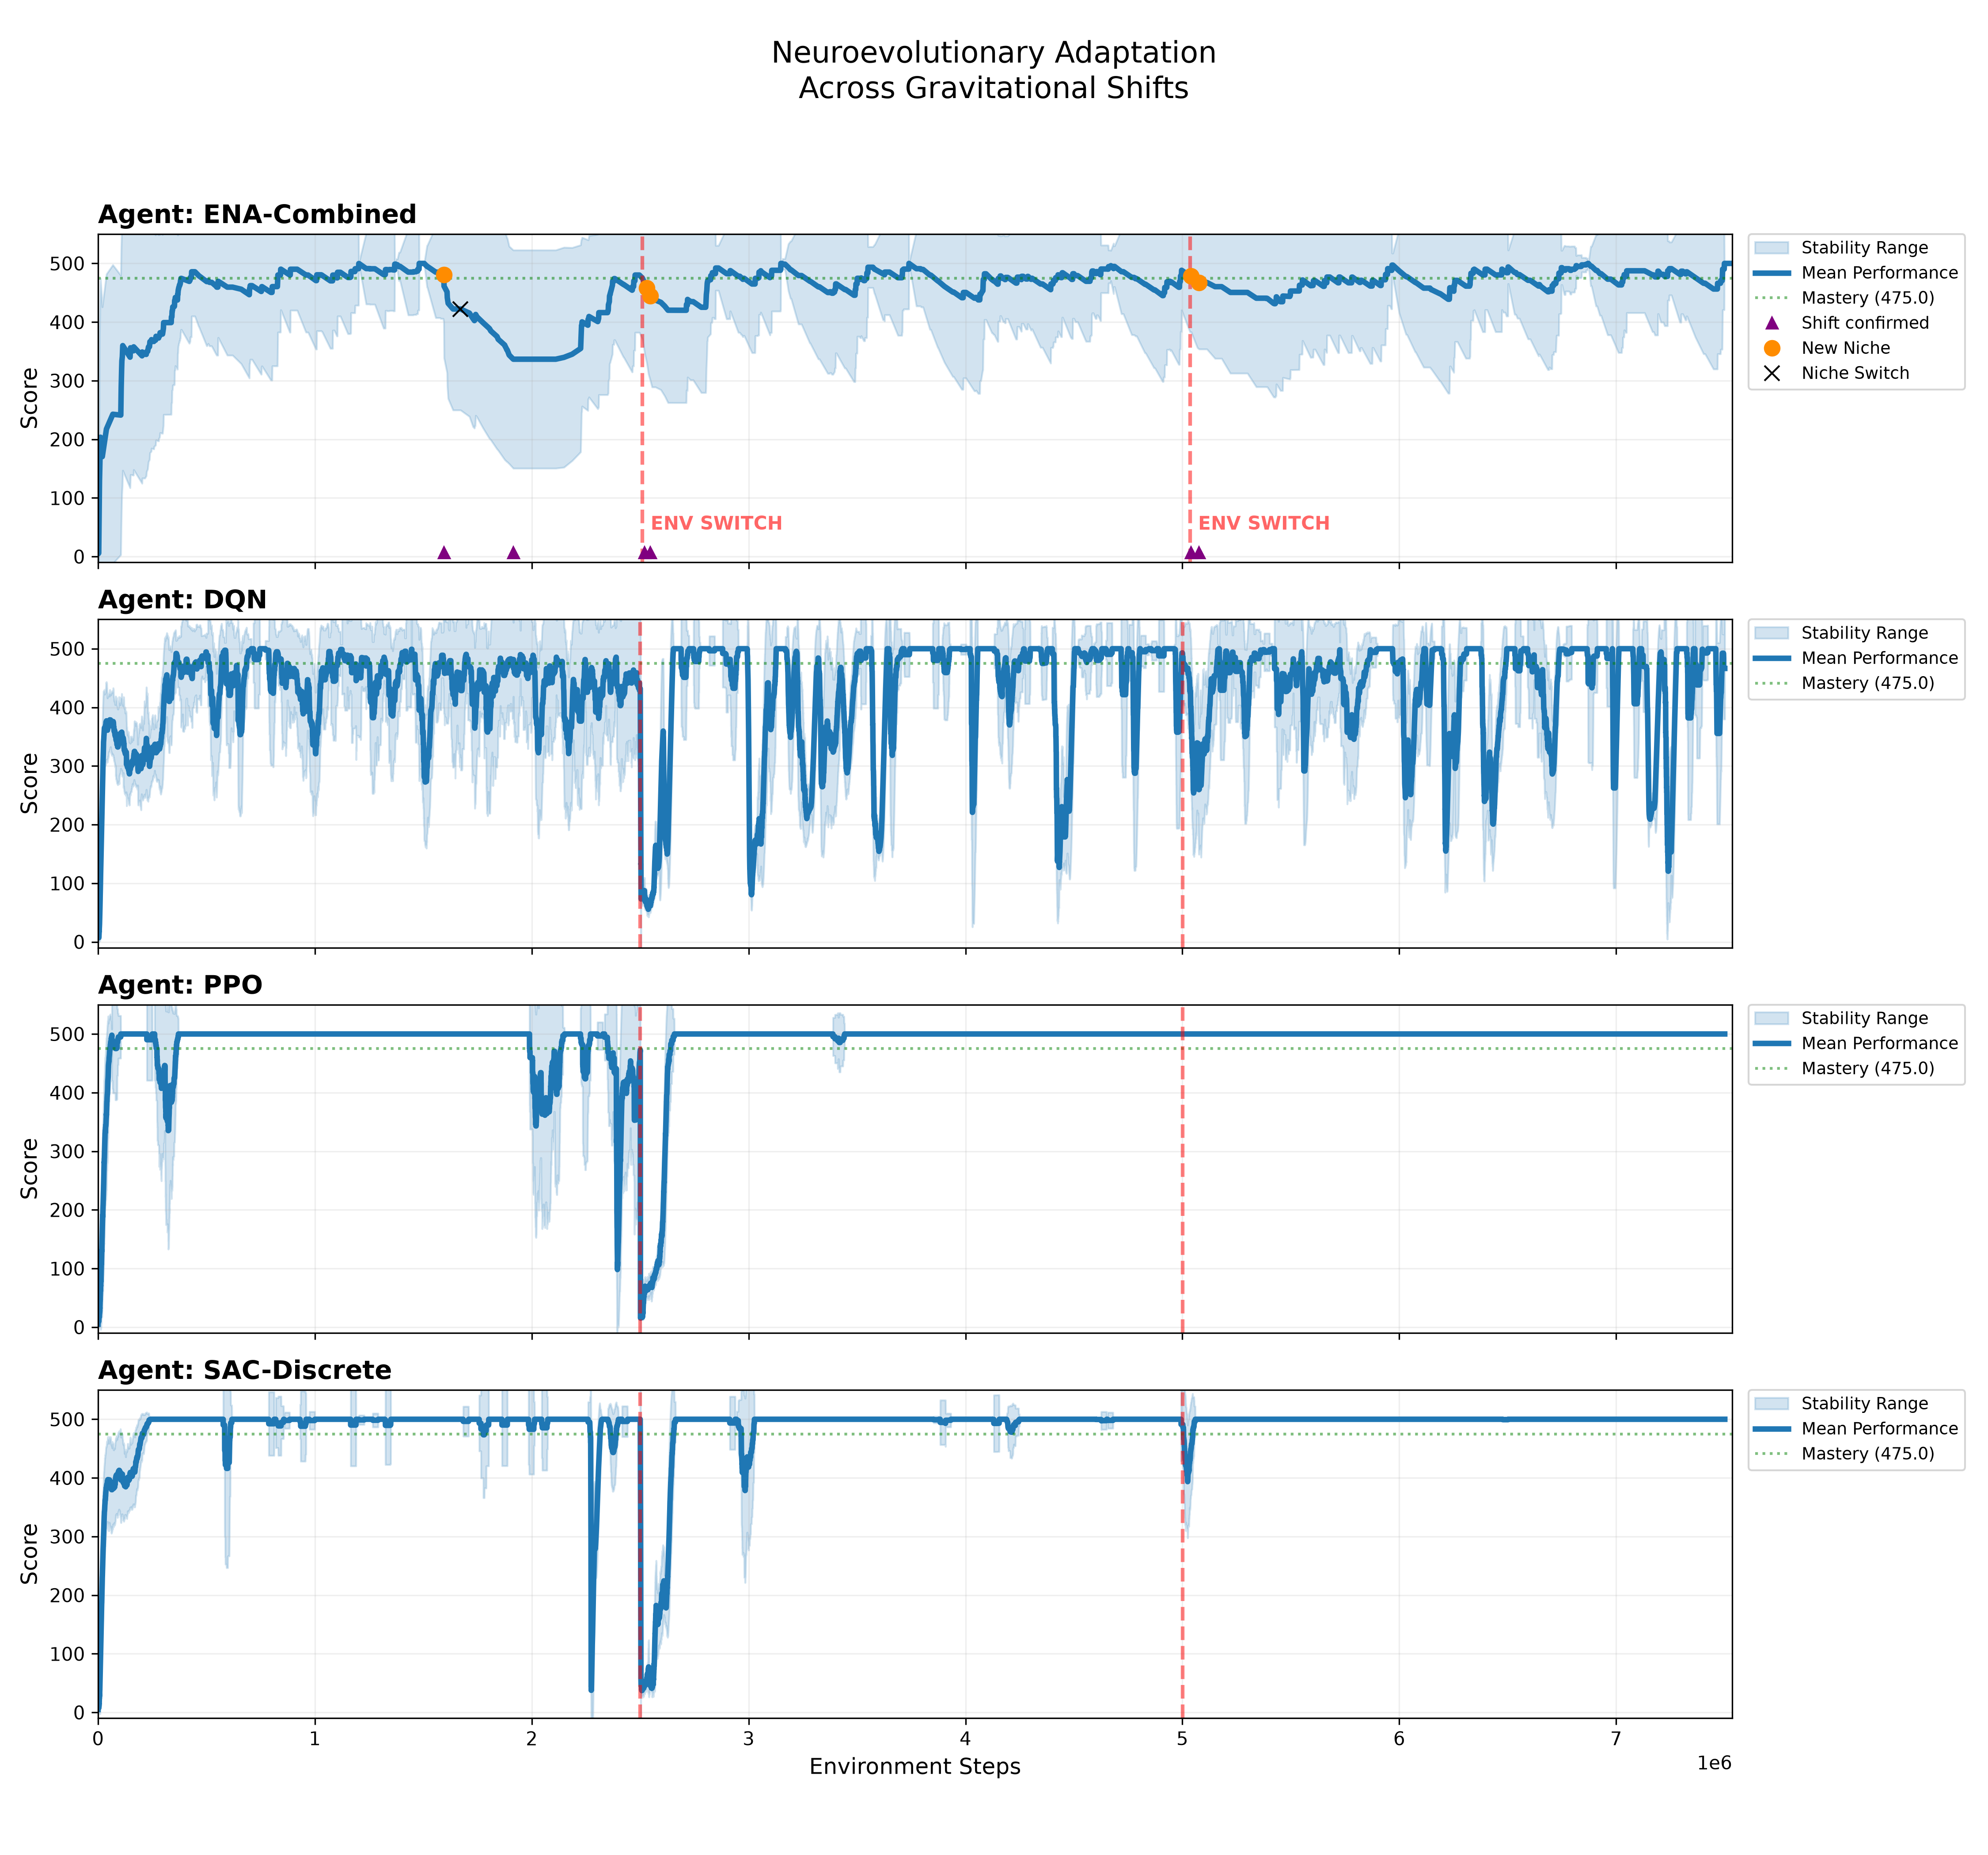 Neuroevolutionary Adaptation
Across Gravitational Shifts
Agent: ENA-Combined
Score
500
400
300
200
100
0
ENV SWITCH
ENV SWITCH
Stability Range
Mean Performance
Mastery (475.0)
Shift confirmed
New Niche
Niche Switch
Agent: DQN
Score
500
400
300
200
100
0
Stability Range
Mean Performance
Mastery (475.0)
Agent: PPO
Score
500
400
300
200
100
0
Stability Range
Mean Performance
Mastery (475.0)
Agent: SAC-Discrete
Score
500
400
300
200
100
0
Stability Range
Mean Performance
Mastery (475.0)
0 1 2 3 4 5 6 7
Environment Steps
1e6